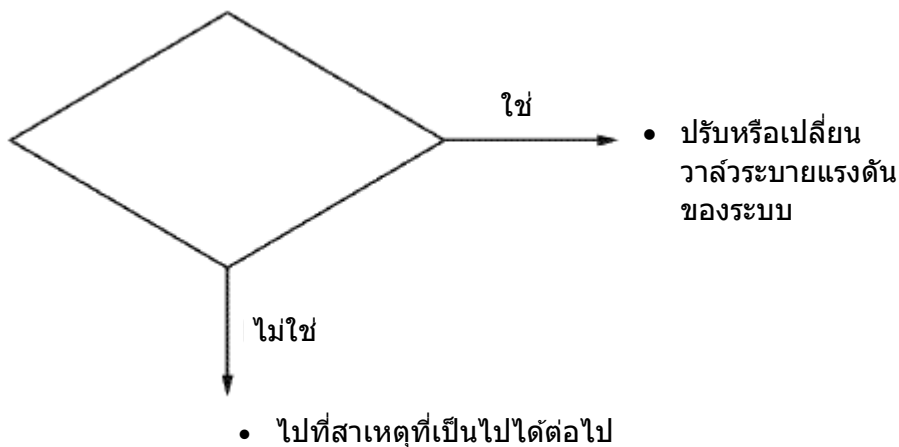 ใช่
• ปรับหรือเปลี่ยน
วาล์วระบายแรงดัน
ของระบบ
ไม่ใช่
• ไปที่สาเหตุที่เป็นไปได้ต่อไป